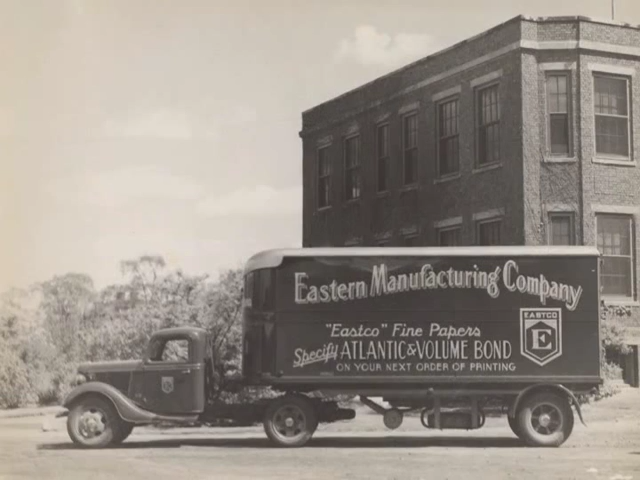 Eastern Manufacturing Company
"Eastco" Fine Papers
Specify ATLANTIC & VOLUME BOND
ON YOUR NEXT ORDER OF PRINTING
EASTCO
E